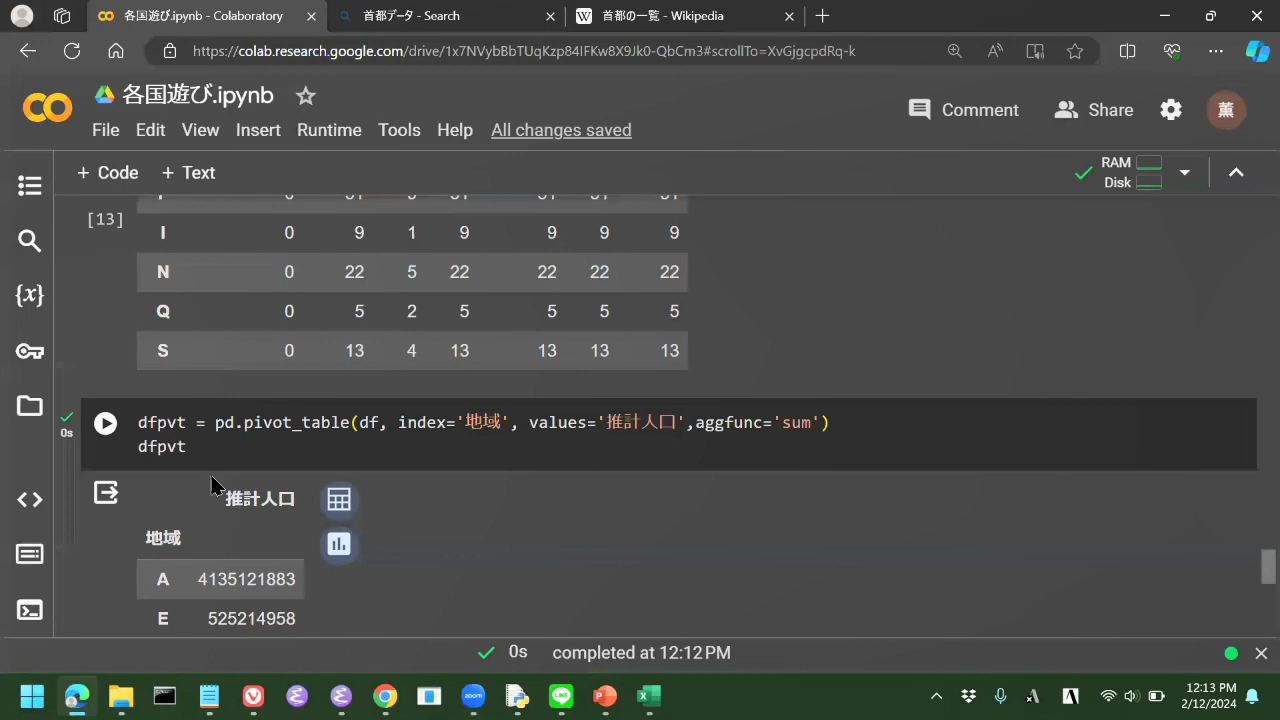 各国遊び.ipynb - Colaboratory
首都データ - Search
首都の一覧 - Wikipedia
https://colab.research.google.com/drive/1x7NVybBbTUqKzp84IFKw8X9Jk0-QbCm3#scrollTo=XvGjgcpdRq-k
各国遊び.ipynb
Comment
Share
薫
File Edit View Insert Runtime Tools Help All changes saved
+ Code + Text
RAM
Disk
[13]
I 0 9 1 9 9 9 9
N 0 22 5 22 22 22 22
Q 0 5 2 5 5 5 5
S 0 13 4 13 13 13 13
0s
dfpvt = pd.pivot_table(df, index='地域', values='推計人口',aggfunc='sum')
dfpvt
推計人口
地域
A 4135121883
E 525214958
0s completed at 12:12 PM
zoom
LINE
12:13 PM
2/12/2024